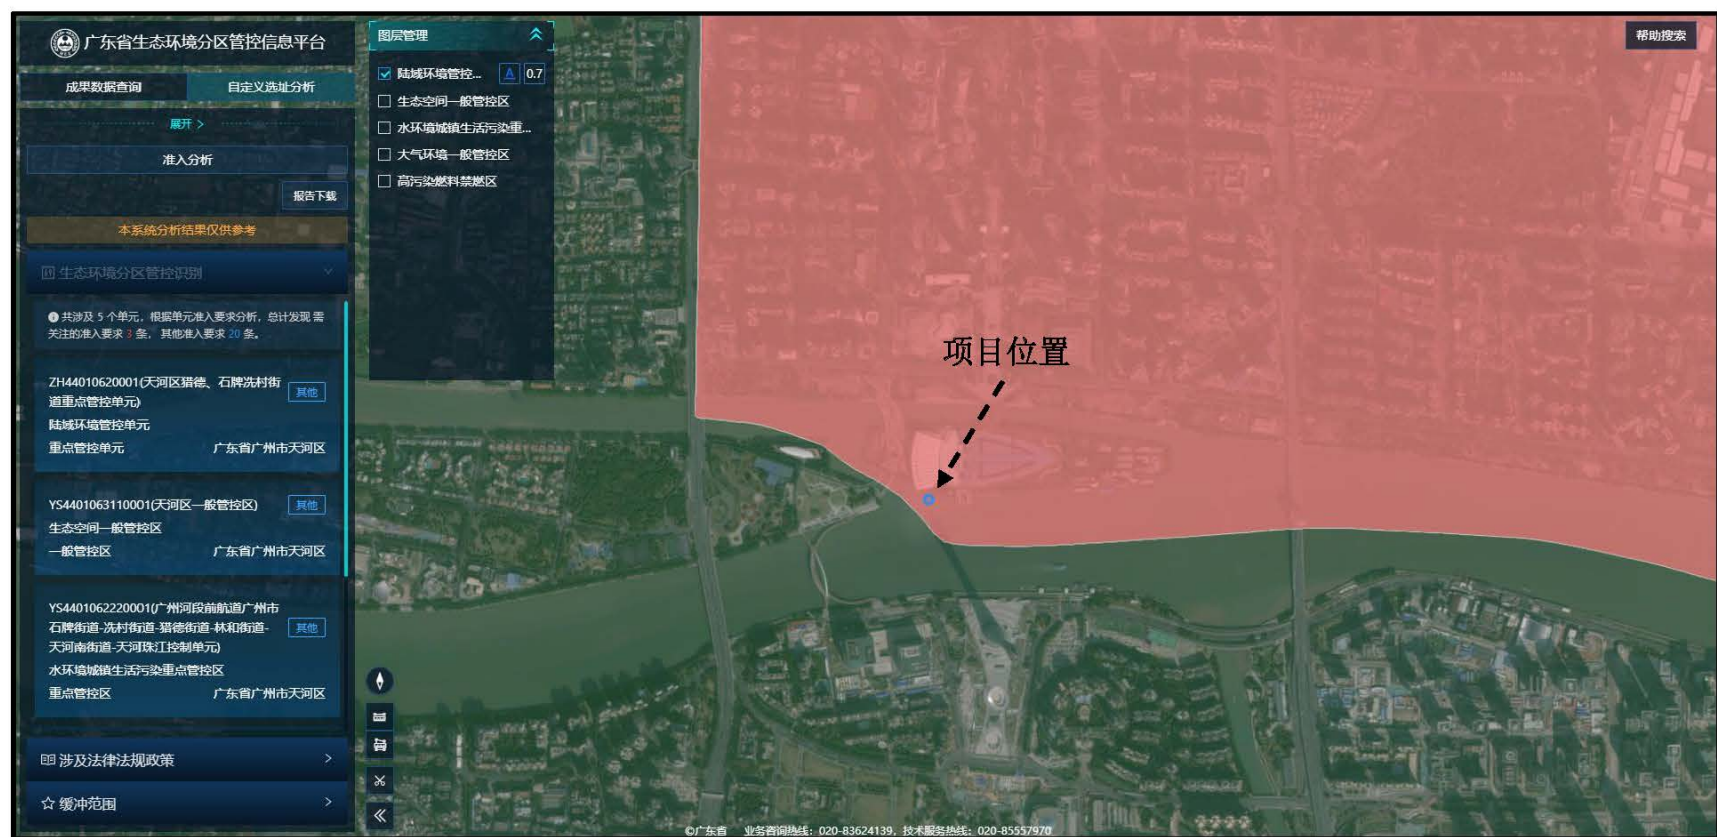 广东省生态环境分区管控信息平台
成果数据查询 自定义选址分析
展开 >
准入分析
报告下载
本系统分析结果仅供参考
生态环境分区管控识别
共涉及 5 个单元，根据单元准入要求分析，总计发现 需
关注的准入要求 3 条，其他准入要求 20 条。
ZH44010620001(天河区猎德、石牌冼村街
道重点管控单元)
其他
陆域环境管控单元
重点管控单元 广东省广州市天河区
YS4401063110001(天河区一般管控区)
其他
生态空间一般管控区
一般管控区 广东省广州市天河区
YS4401062220001(广州河段前航道广州市
石牌街道-冼村街道-猎德街道-林和街道-
天河南街道-天河珠江控制单元)
其他
水环境城镇生活污染重点管控区
重点管控区 广东省广州市天河区
涉及法律法规政策 >
缓冲范围 >
图层管理
陆域环境管控... A 0.7
生态空间一般管控区
水环境城镇生活污染重...
大气环境一般管控区
高污染燃料禁燃区
帮助搜索
项目位置
©广东省 业务咨询热线：020-83624139，技术服务热线：020-85557970